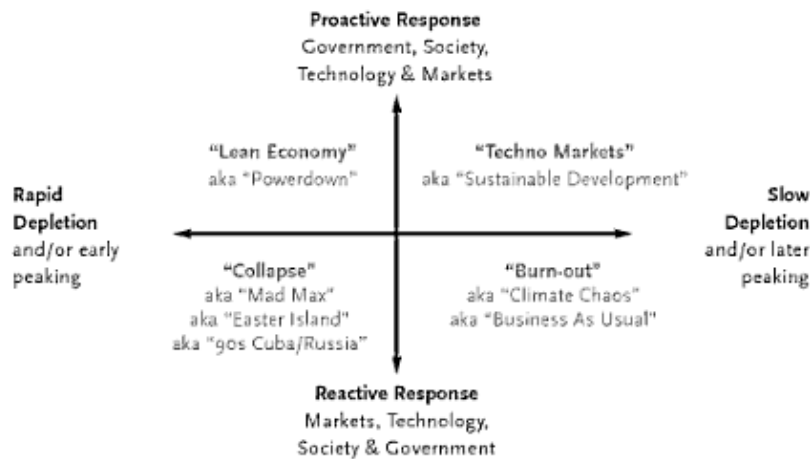 Proactive Response
Government, Society,
Technology & Markets
“Lean Economy”
aka “Powerdown”
“Techno Markets”
aka “Sustainable Development”
Rapid
Depletion
and/or early
peaking
Slow
Depletion
and/or later
peaking
“Collapse”
aka “Mad Max”
aka “Easter Island”
aka “90s Cuba/Russia”
“Burn-out”
aka “Climate Chaos”
aka “Business As Usual”
Reactive Response
Markets, Technology,
Society & Government